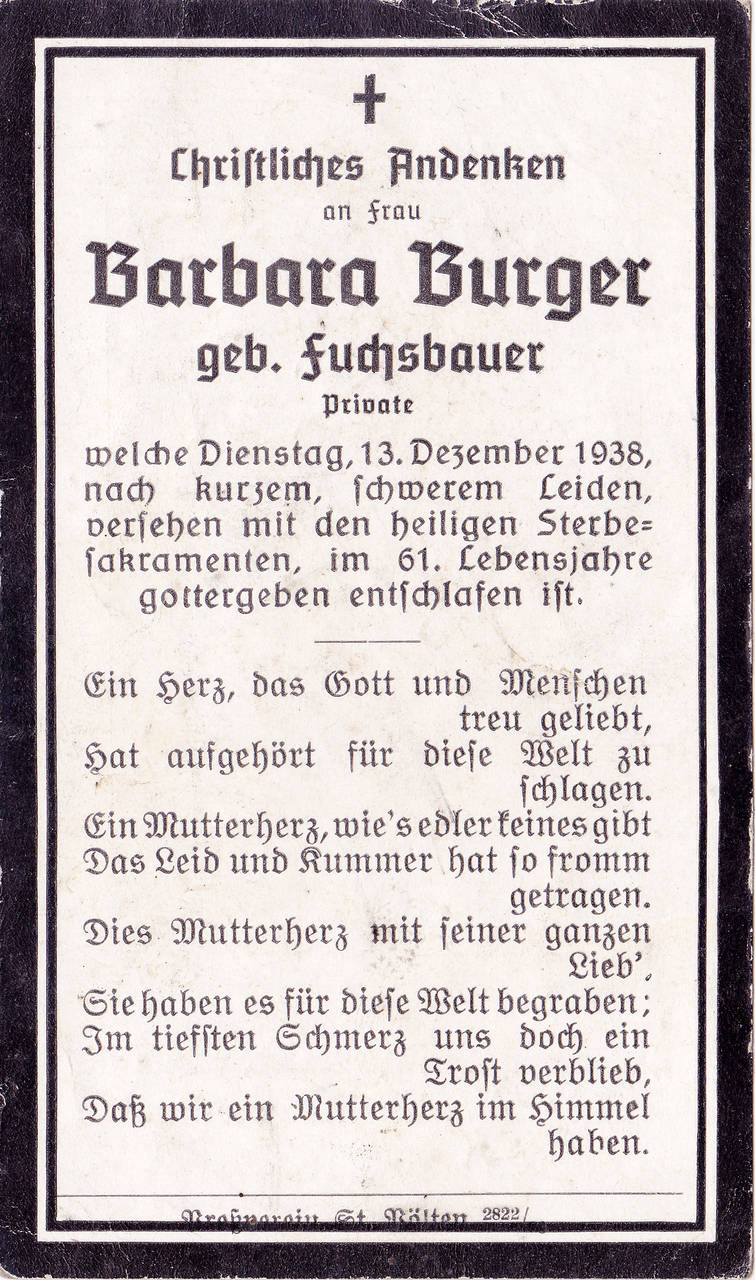 Christliches Andenken
an Frau
Barbara Burger
geb. Fuchsbauer
Private
welche Dienstag, 13. Dezember 1938,
nach kurzem, schwerem Leiden,
versehen mit den heiligen Sterbe=
sakramenten, im 61. Lebensjahre
gottergeben entschlafen ist.
Ein Herz, das Gott und Menschen
treu geliebt,
Hat aufgehört für diese Welt zu
schlagen.
Ein Mutterherz, wie's edler keines gibt
Das Leid und Kummer hat so fromm
getragen.
Dies Mutterherz mit seiner ganzen
Lieb',
Sie haben es für diese Welt begraben;
Im tiefsten Schmerz uns doch ein
Trost verblieb,
Daß wir ein Mutterherz im Himmel
haben.
Preßverein St. Pölten 2822/